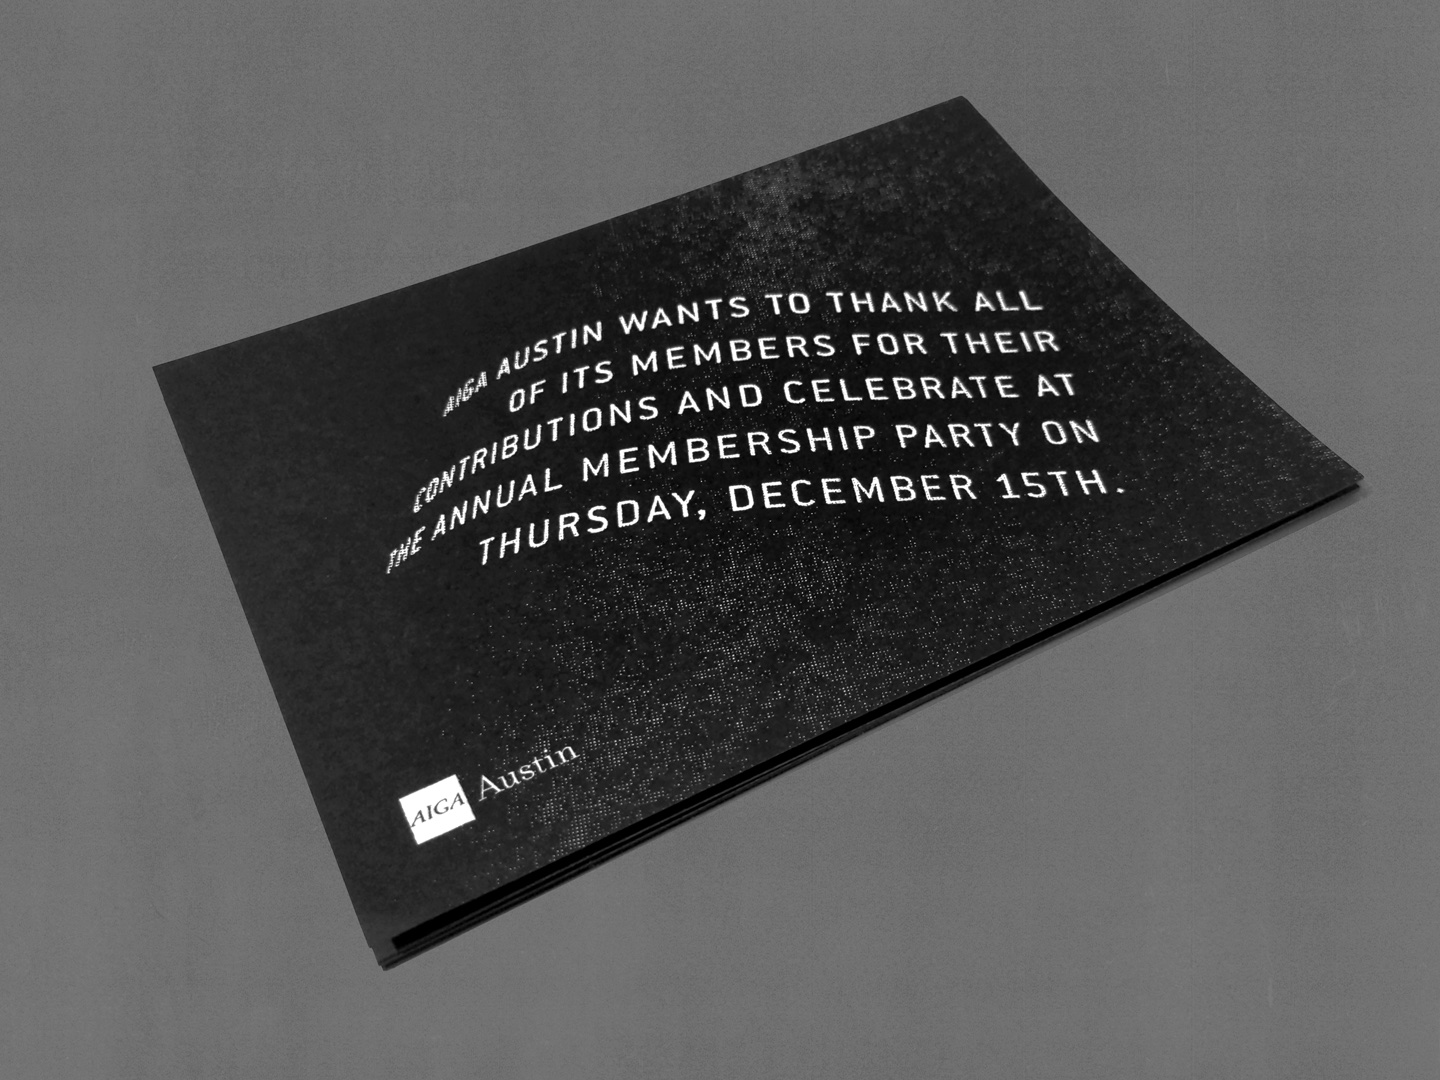 AIGA AUSTIN WANTS TO THANK ALL
OF ITS MEMBERS FOR THEIR
CONTRIBUTIONS AND CELEBRATE AT
THE ANNUAL MEMBERSHIP PARTY ON
THURSDAY, DECEMBER 15TH.
AIGA Austin